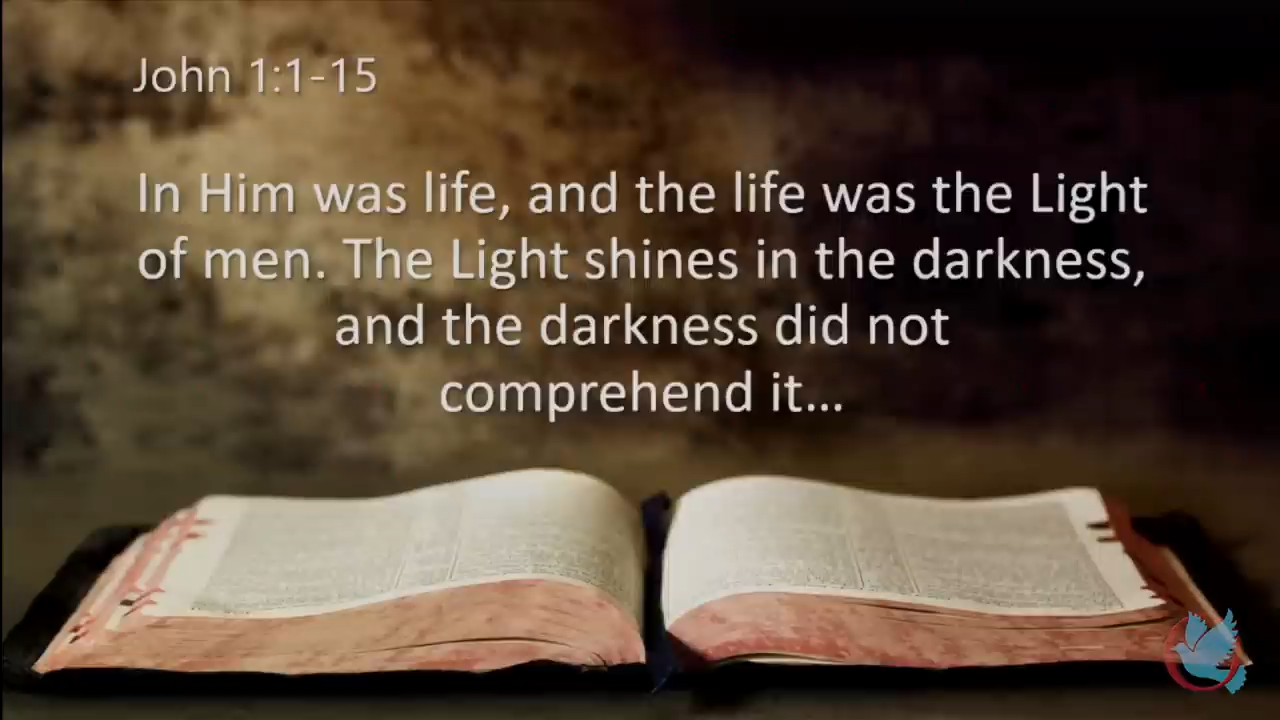 John 1:1-15
In Him was life, and the life was the Light
of men. The Light shines in the darkness,
and the darkness did not
comprehend it…